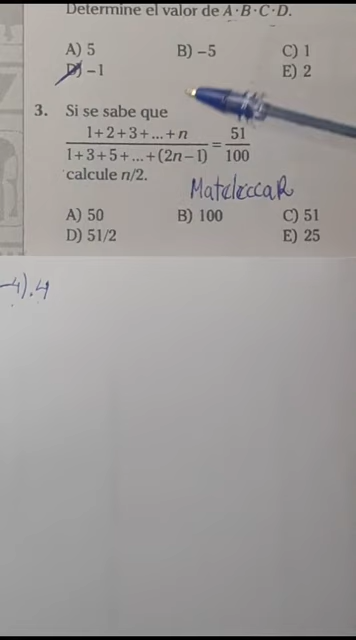 Determine el valor de A·B·C·D.
A) 5 B) –5 C) 1
D) –1 E) 2
3. Si se sabe que
1+2+3+...+n / 1+3+5+...+(2n–1) = 51/100
calcule n/2.
MateleccaR
A) 50 B) 100 C) 51
D) 51/2 E) 25
–4).4